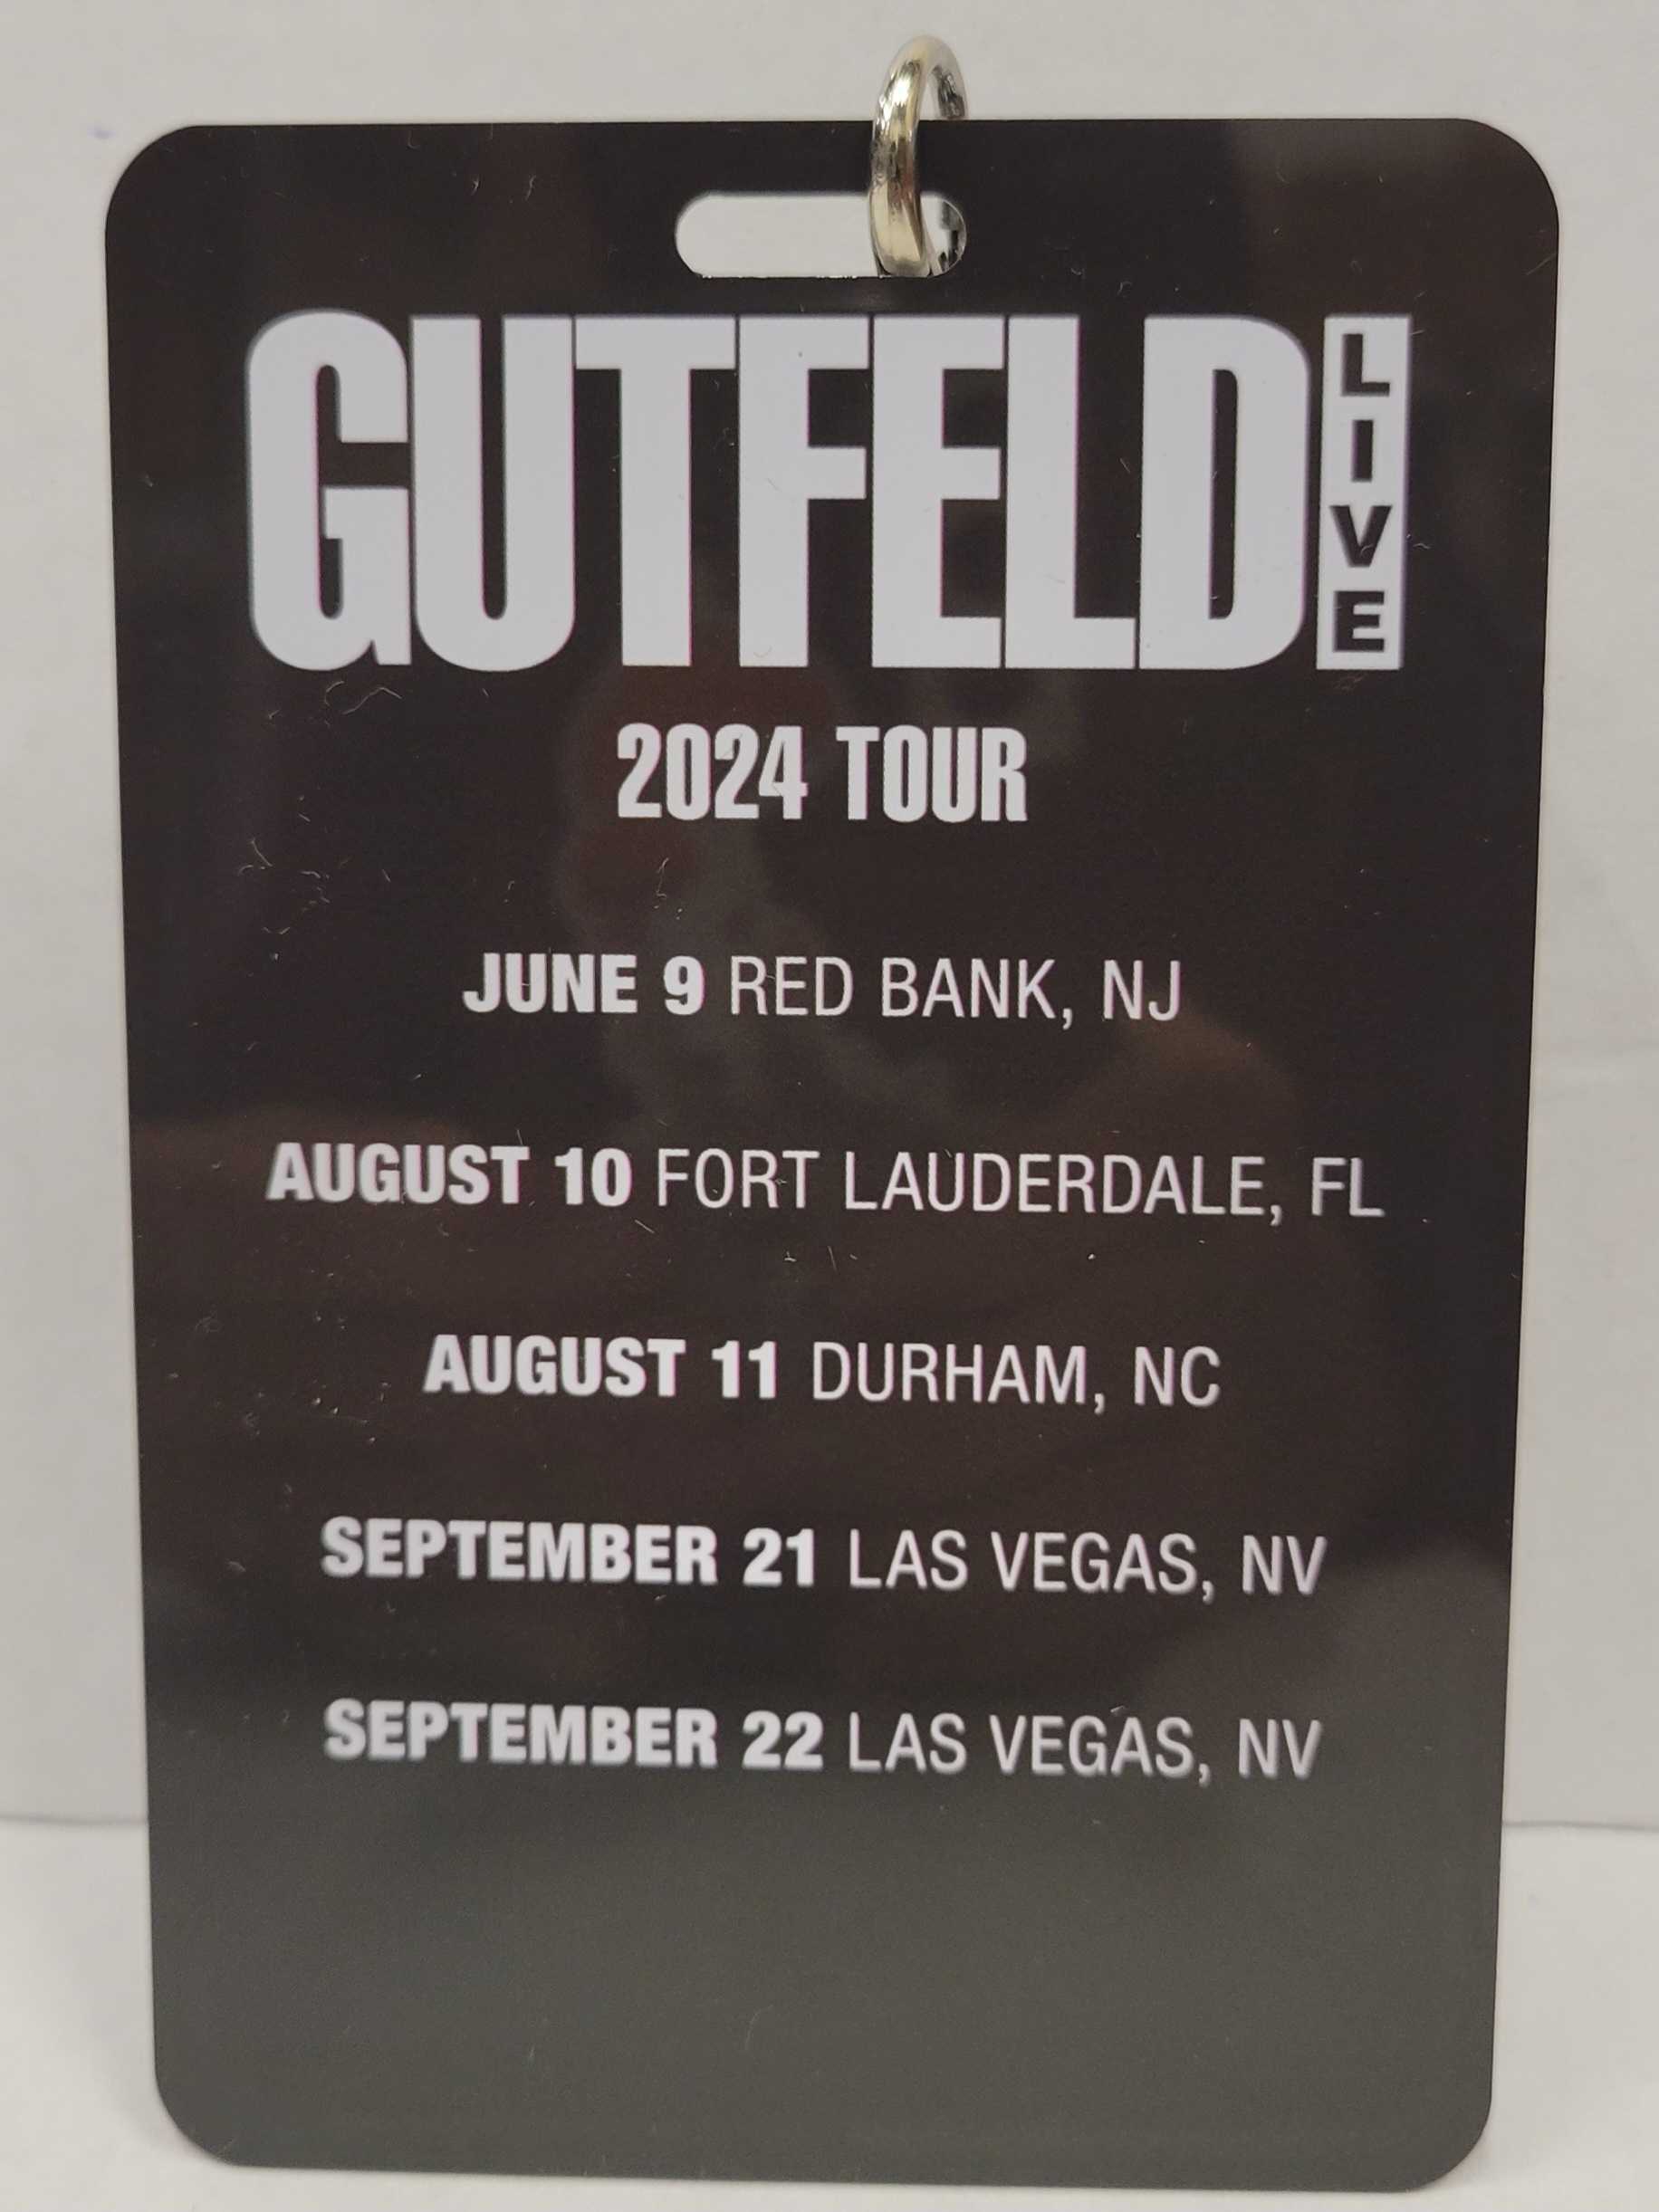 GUTFELD LIVE
2024 TOUR
JUNE 9 RED BANK, NJ
AUGUST 10 FORT LAUDERDALE, FL
AUGUST 11 DURHAM, NC
SEPTEMBER 21 LAS VEGAS, NV
SEPTEMBER 22 LAS VEGAS, NV